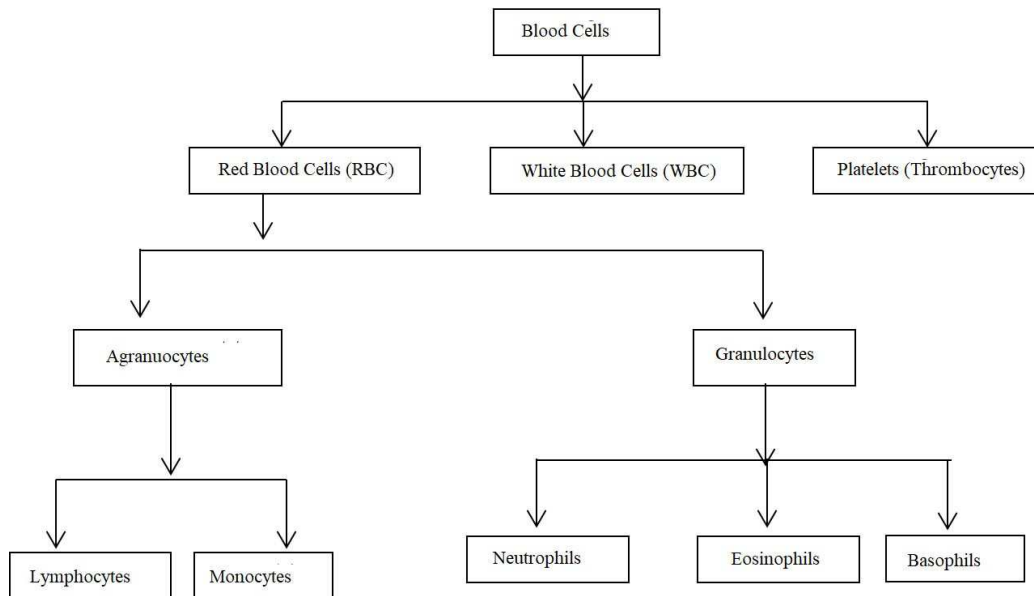 Blood Cells
Red Blood Cells (RBC)
White Blood Cells (WBC)
Platelets (Thrombocytes)
Agranuocytes
Granulocytes
Neutrophils
Eosinophils
Basophils
Lymphocytes
Monocytes